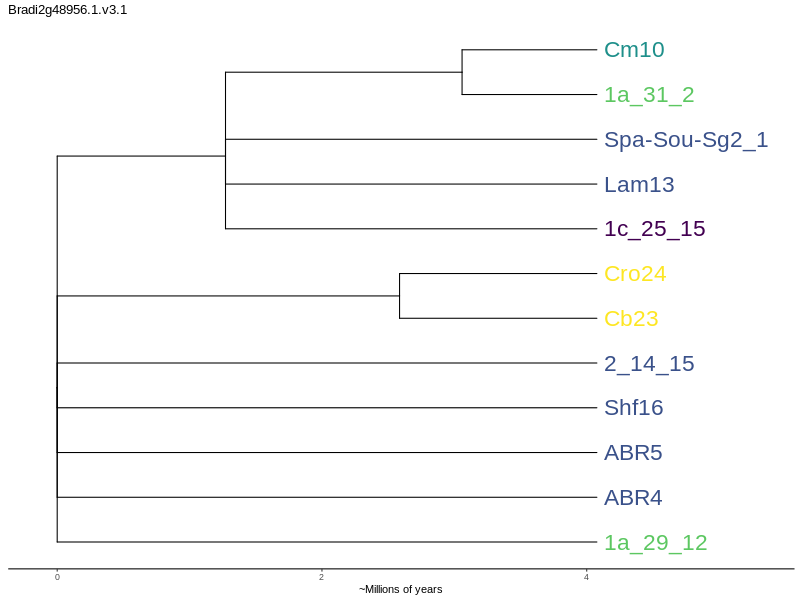 Bradi2g48956.1.v3.1
Cm10
1a_31_2
Spa-Sou-Sg2_1
Lam13
1c_25_15
Cro24
Cb23
2_14_15
Shf16
ABR5
ABR4
1a_29_12
0 2 4
~Millions of years